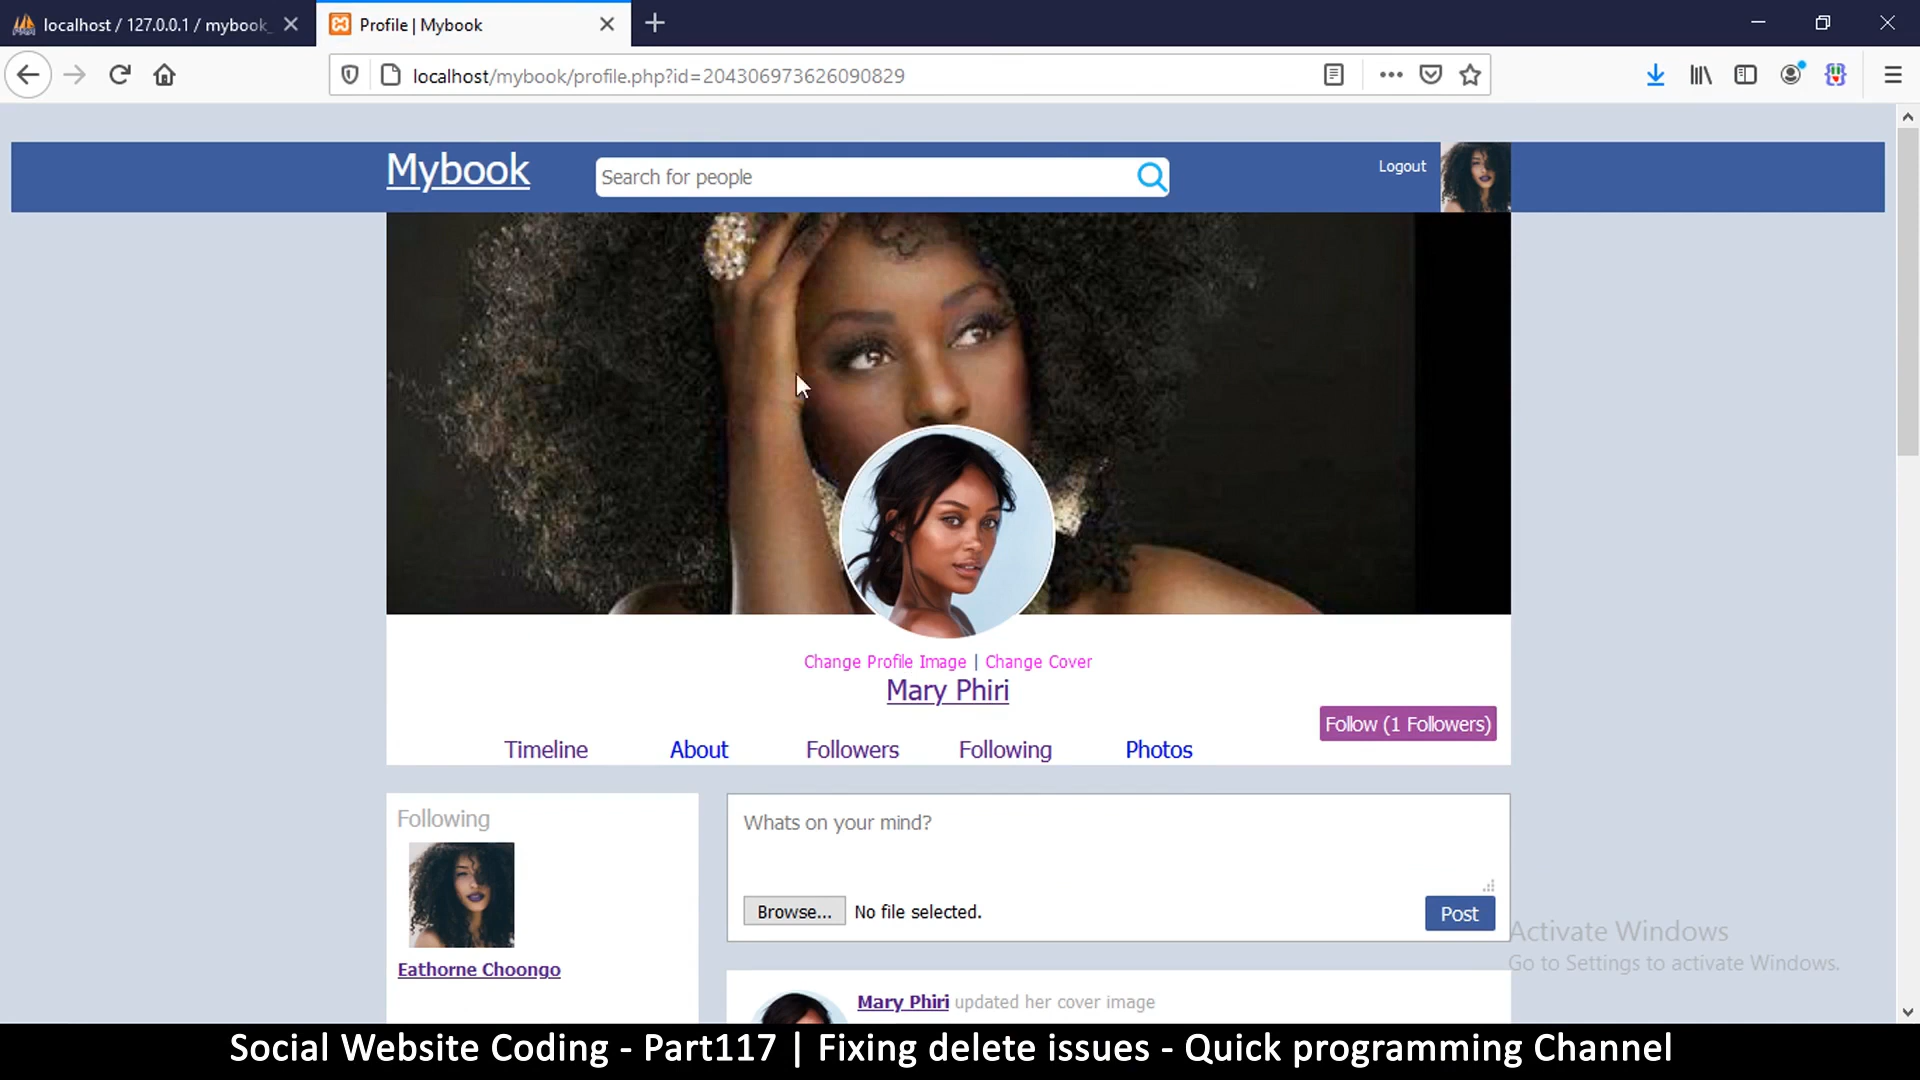 localhost / 127.0.0.1 / mybook_
Profile | Mybook
localhost/mybook/profile.php?id=204306973626090829
Mybook
Search for people
Logout
Change Profile Image | Change Cover
Mary Phiri
Follow (1 Followers)
Timeline About Followers Following Photos
Following
Whats on your mind?
Browse... No file selected.
Post
Eathorne Choongo
Mary Phiri updated her cover image
Activate Windows
Go to Settings to activate Windows.
Social Website Coding - Part117 | Fixing delete issues - Quick programming Channel